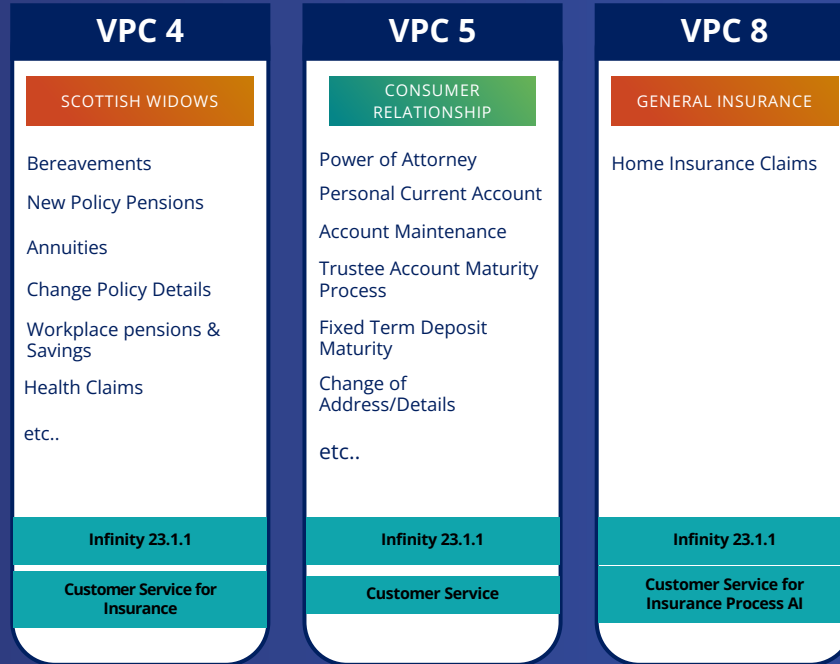 VPC 4
SCOTTISH WIDOWS
Bereavements
New Policy Pensions
Annuities
Change Policy Details
Workplace pensions &
Savings
Health Claims
etc..
Infinity 23.1.1
Customer Service for
Insurance
VPC 5
CONSUMER
RELATIONSHIP
Power of Attorney
Personal Current Account
Account Maintenance
Trustee Account Maturity
Process
Fixed Term Deposit
Maturity
Change of
Address/Details
etc..
Infinity 23.1.1
Customer Service
VPC 8
GENERAL INSURANCE
Home Insurance Claims
Infinity 23.1.1
Customer Service for
Insurance Process AI